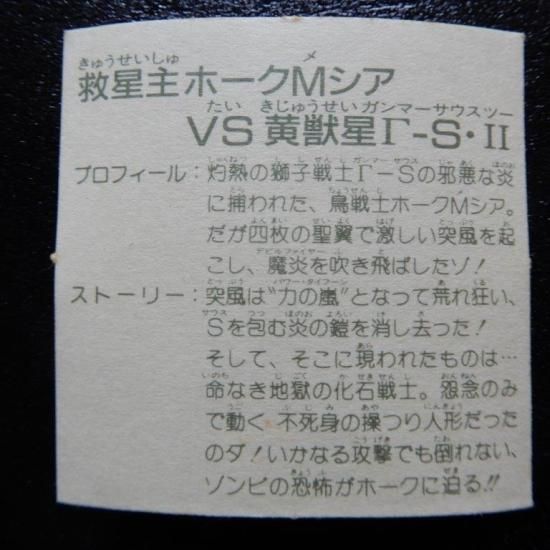 救星主ホークMシア
VS 黄獣星Γ-S・II
プロフィール：灼熱の獅子戦士Γ-Sの邪悪な炎
に捕われた、鳥戦士ホークMシア。
だが四枚の聖翼で激しい突風を起
こし、魔炎を吹き飛ばしたゾ！
ストーリー：突風は“力の嵐”となって荒れ狂い、
Sを包む炎の鎧を消し去った！
そして、そこに現われたものは…
命なき地獄の化石戦士。怨念のみ
で動く 不死身の操つり人形だった
のダ！いかなる攻撃でも倒れない、
ゾンビの恐怖がホークに迫る!!